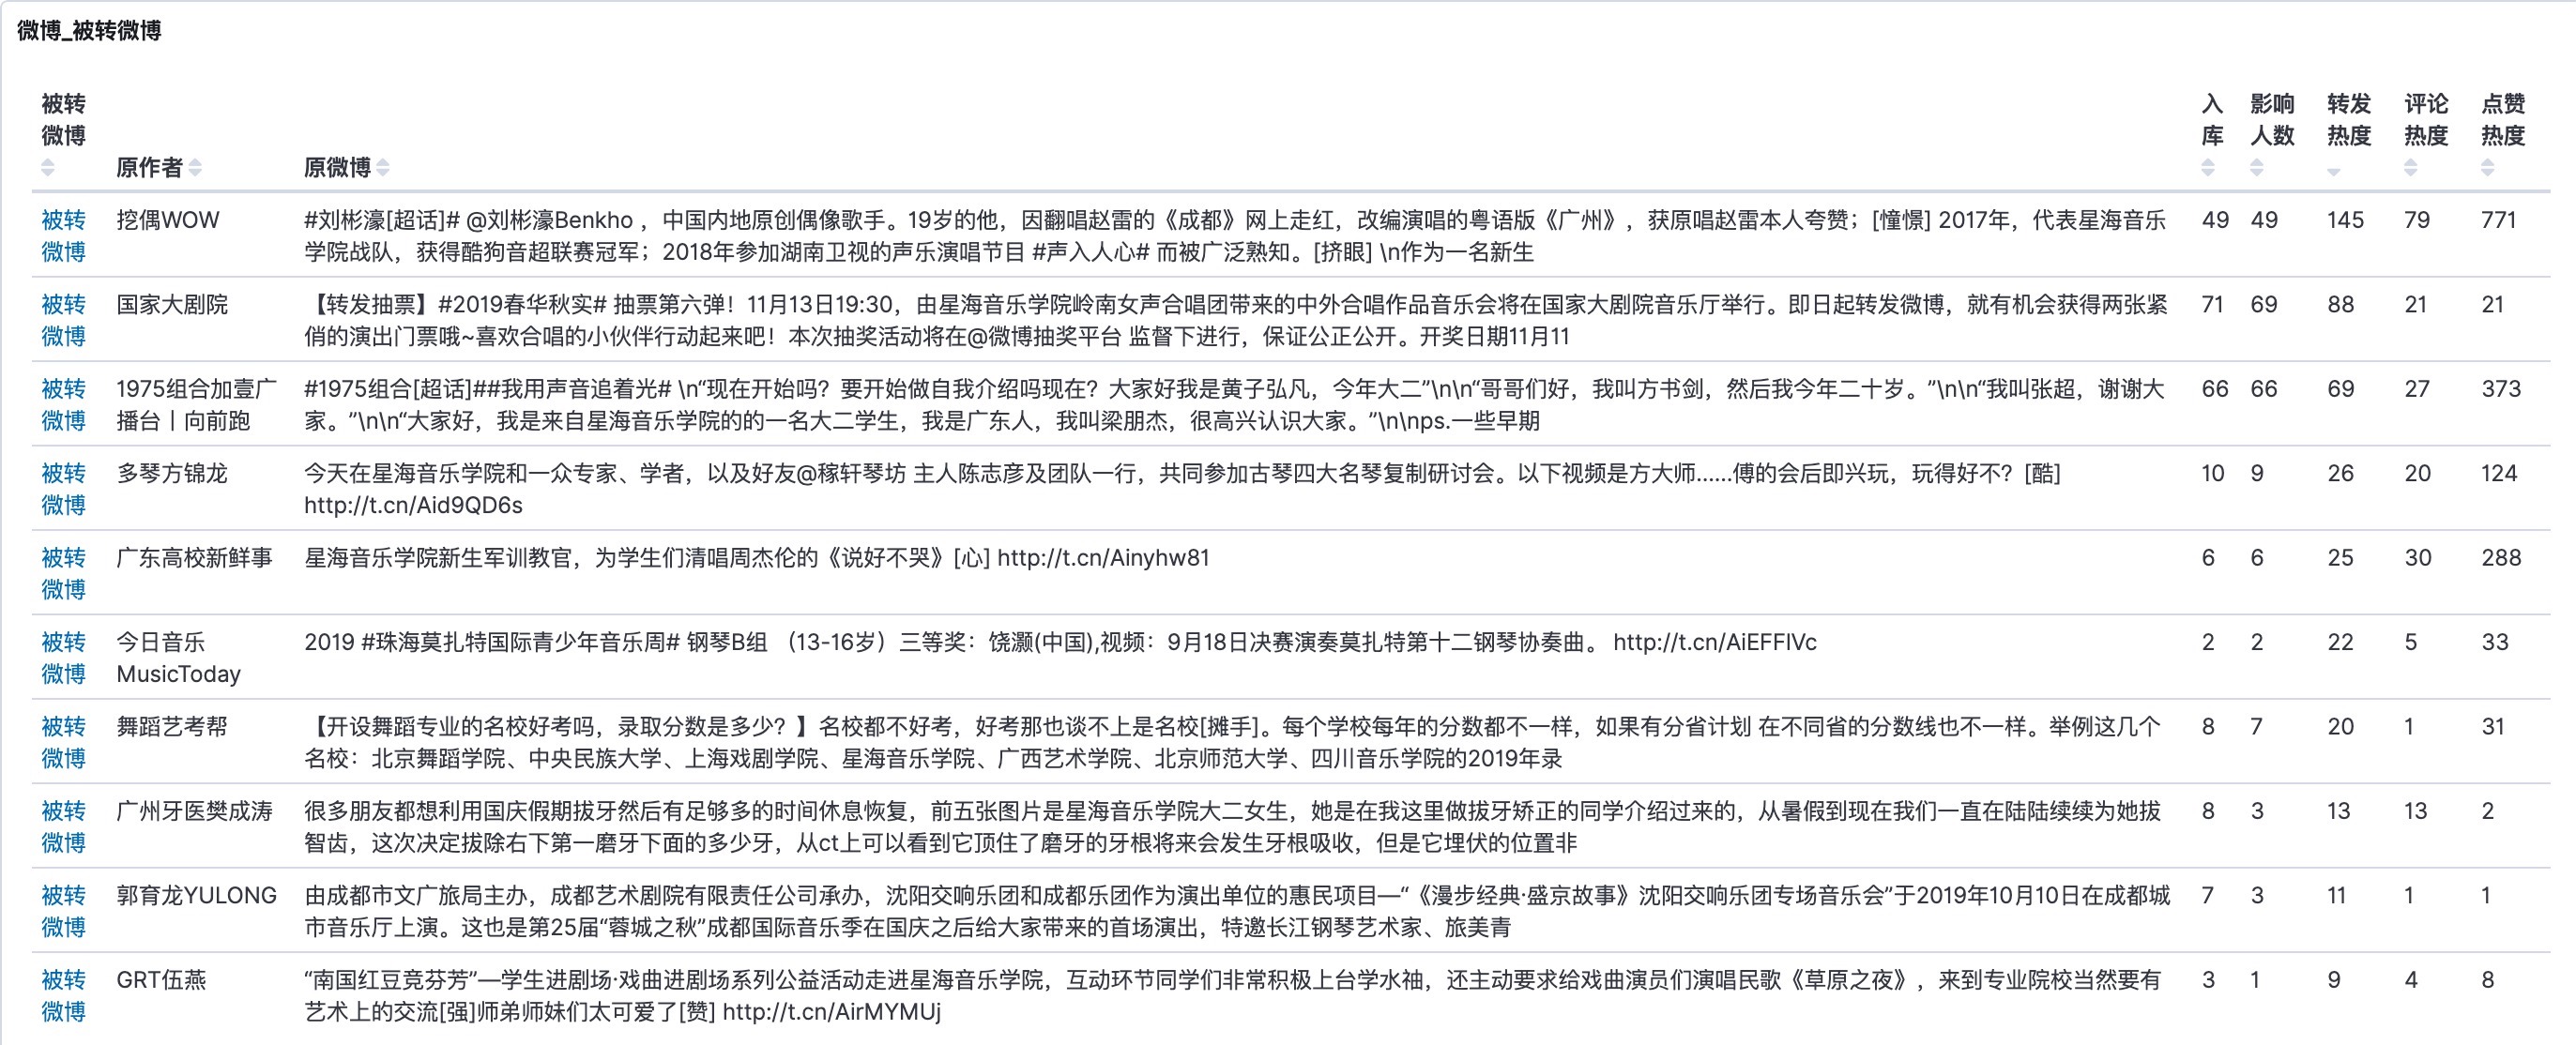 微博_被转微博
被转微博 原作者 原微博 入库 影响人数 转发热度 评论热度 点赞热度
被转 挖偶WOW #刘彬濠[超话]# @刘彬濠Benkho ，中国内地原创偶像歌手。19岁的他，因翻唱赵雷的《成都》网上走红，改编演唱的粤语版《广州》，获原唱赵雷本人夸赞；[憧憬] 2017年，代表星海音乐 49 49 145 79 771
微博 学院战队，获得酷狗音超联赛冠军；2018年参加湖南卫视的声乐演唱节目 #声入人心# 而被广泛熟知。[挤眼] \n作为一名新生
被转 国家大剧院 【转发抽票】#2019春华秋实# 抽票第六弹！11月13日19:30，由星海音乐学院岭南女声合唱团带来的中外合唱作品音乐会将在国家大剧院音乐厅举行。即日起转发微博，就有机会获得两张紧 71 69 88 21 21
微博 俏的演出门票哦~喜欢合唱的小伙伴行动起来吧！本次抽奖活动将在@微博抽奖平台 监督下进行，保证公正公开。开奖日期11月11
被转 1975组合加壹广 #1975组合[超话]##我用声音追着光# \n“现在开始吗？要开始做自我介绍吗现在？大家好我是黄子弘凡，今年大二”\n\n“哥哥们好，我叫方书剑，然后我今年二十岁。”\n\n“我叫张超，谢谢大 66 66 69 27 373
微博 播台丨向前跑 家。”\n\n“大家好，我是来自星海音乐学院的的一名大二学生，我是广东人，我叫梁朋杰，很高兴认识大家。”\n\nps.一些早期
被转 多琴方锦龙 今天在星海音乐学院和一众专家、学者，以及好友@稼轩琴坊 主人陈志彦及团队一行，共同参加古琴四大名琴复制研讨会。以下视频是方大师……傅的会后即兴玩，玩得好不？[酷] 10 9 26 20 124
微博 http://t.cn/Aid9QD6s
被转 广东高校新鲜事 星海音乐学院新生军训教官，为学生们清唱周杰伦的《说好不哭》[心] http://t.cn/Ainyhw81 6 6 25 30 288
微博
被转 今日音乐 2019 #珠海莫扎特国际青少年音乐周# 钢琴B组 （13-16岁）三等奖：饶灏(中国),视频：9月18日决赛演奏莫扎特第十二钢琴协奏曲。 http://t.cn/AiEFFlVc 2 2 22 5 33
微博 MusicToday
被转 舞蹈艺考帮 【开设舞蹈专业的名校好考吗，录取分数是多少？】名校都不好考，好考那也谈不上是名校[摊手]。每个学校每年的分数都不一样，如果有分省计划 在不同省的分数线也不一样。举例这几个 8 7 20 1 31
微博 名校：北京舞蹈学院、中央民族大学、上海戏剧学院、星海音乐学院、广西艺术学院、北京师范大学、四川音乐学院的2019年录
被转 广州牙医樊成涛 很多朋友都想利用国庆假期拔牙然后有足够多的时间休息恢复，前五张图片是星海音乐学院大二女生，她是在我这里做拔牙矫正的同学介绍过来的，从暑假到现在我们一直在陆陆续续为她拔 8 3 13 13 2
微博 智齿，这次决定拔除右下第一磨牙下面的多少牙，从ct上可以看到它顶住了磨牙的牙根将来会发生牙根吸收，但是它埋伏的位置非
被转 郭育龙YULONG 由成都市文广旅局主办，成都艺术剧院有限责任公司承办，沈阳交响乐团和成都乐团作为演出单位的惠民项目—“《漫步经典·盛京故事》沈阳交响乐团专场音乐会”于2019年10月10日在成都城 7 3 11 1 1
微博 市音乐厅上演。这也是第25届“蓉城之秋”成都国际音乐季在国庆之后给大家带来的首场演出，特邀长江钢琴艺术家、旅美青
被转 GRT伍燕 “南国红豆竞芬芳”—学生进剧场·戏曲进剧场系列公益活动走进星海音乐学院，互动环节同学们非常积极上台学水袖，还主动要求给戏曲演员们演唱民歌《草原之夜》，来到专业院校当然要有 3 1 9 4 8
微博 艺术上的交流[强]师弟师妹们太可爱了[赞] http://t.cn/AirMYMUj